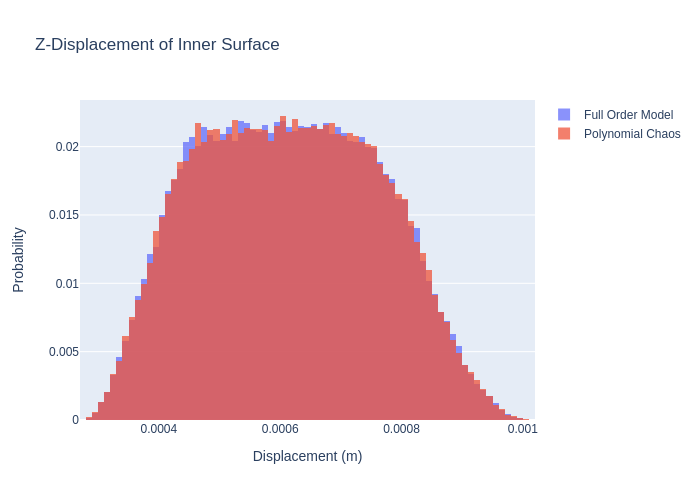 Z-Displacement of Inner Surface
Full Order Model
Polynomial Chaos
Probability
0.02
0.015
0.01
0.005
0
0.0004
0.0006
0.0008
0.001
Displacement (m)